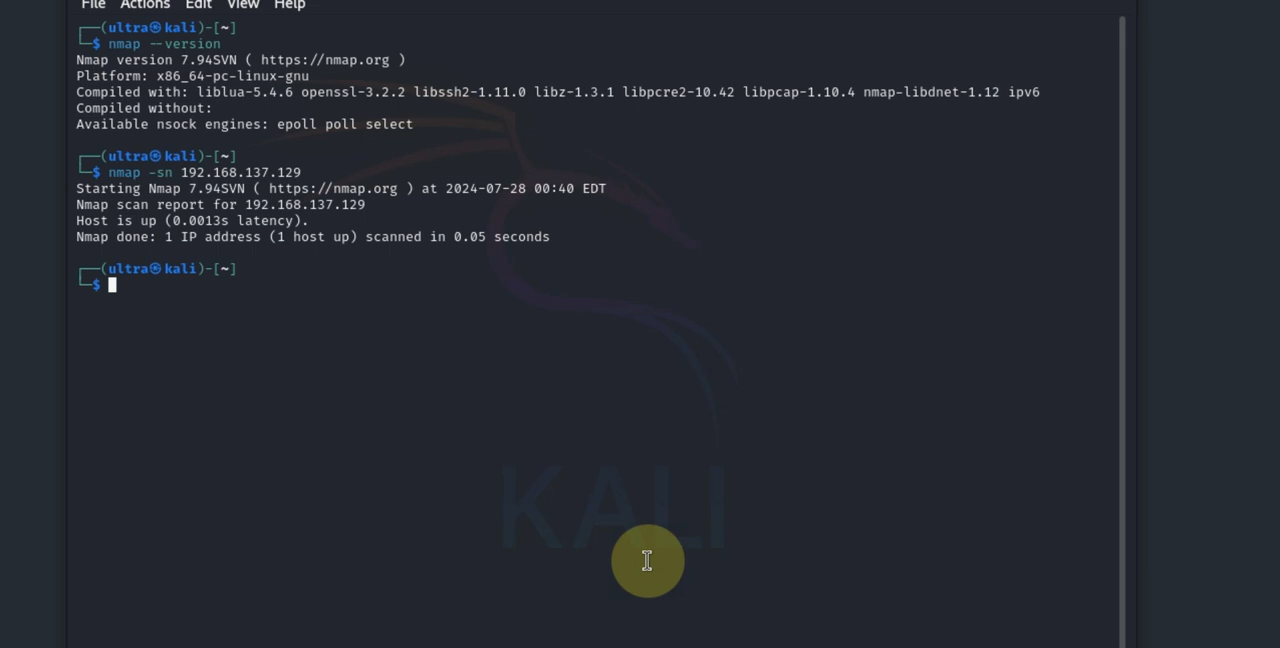 File Actions Edit View Help
┌──(ultra㉿kali)-[~]
└─$ nmap --version
Nmap version 7.94SVN ( https://nmap.org )
Platform: x86_64-pc-linux-gnu
Compiled with: liblua-5.4.6 openssl-3.2.2 libssh2-1.11.0 libz-1.3.1 libpcre2-10.42 libpcap-1.10.4 nmap-libdnet-1.12 ipv6
Compiled without:
Available nsock engines: epoll poll select
┌──(ultra㉿kali)-[~]
└─$ nmap -sn 192.168.137.129
Starting Nmap 7.94SVN ( https://nmap.org ) at 2024-07-28 00:40 EDT
Nmap scan report for 192.168.137.129
Host is up (0.0013s latency).
Nmap done: 1 IP address (1 host up) scanned in 0.05 seconds
┌──(ultra㉿kali)-[~]
└─$
KALI